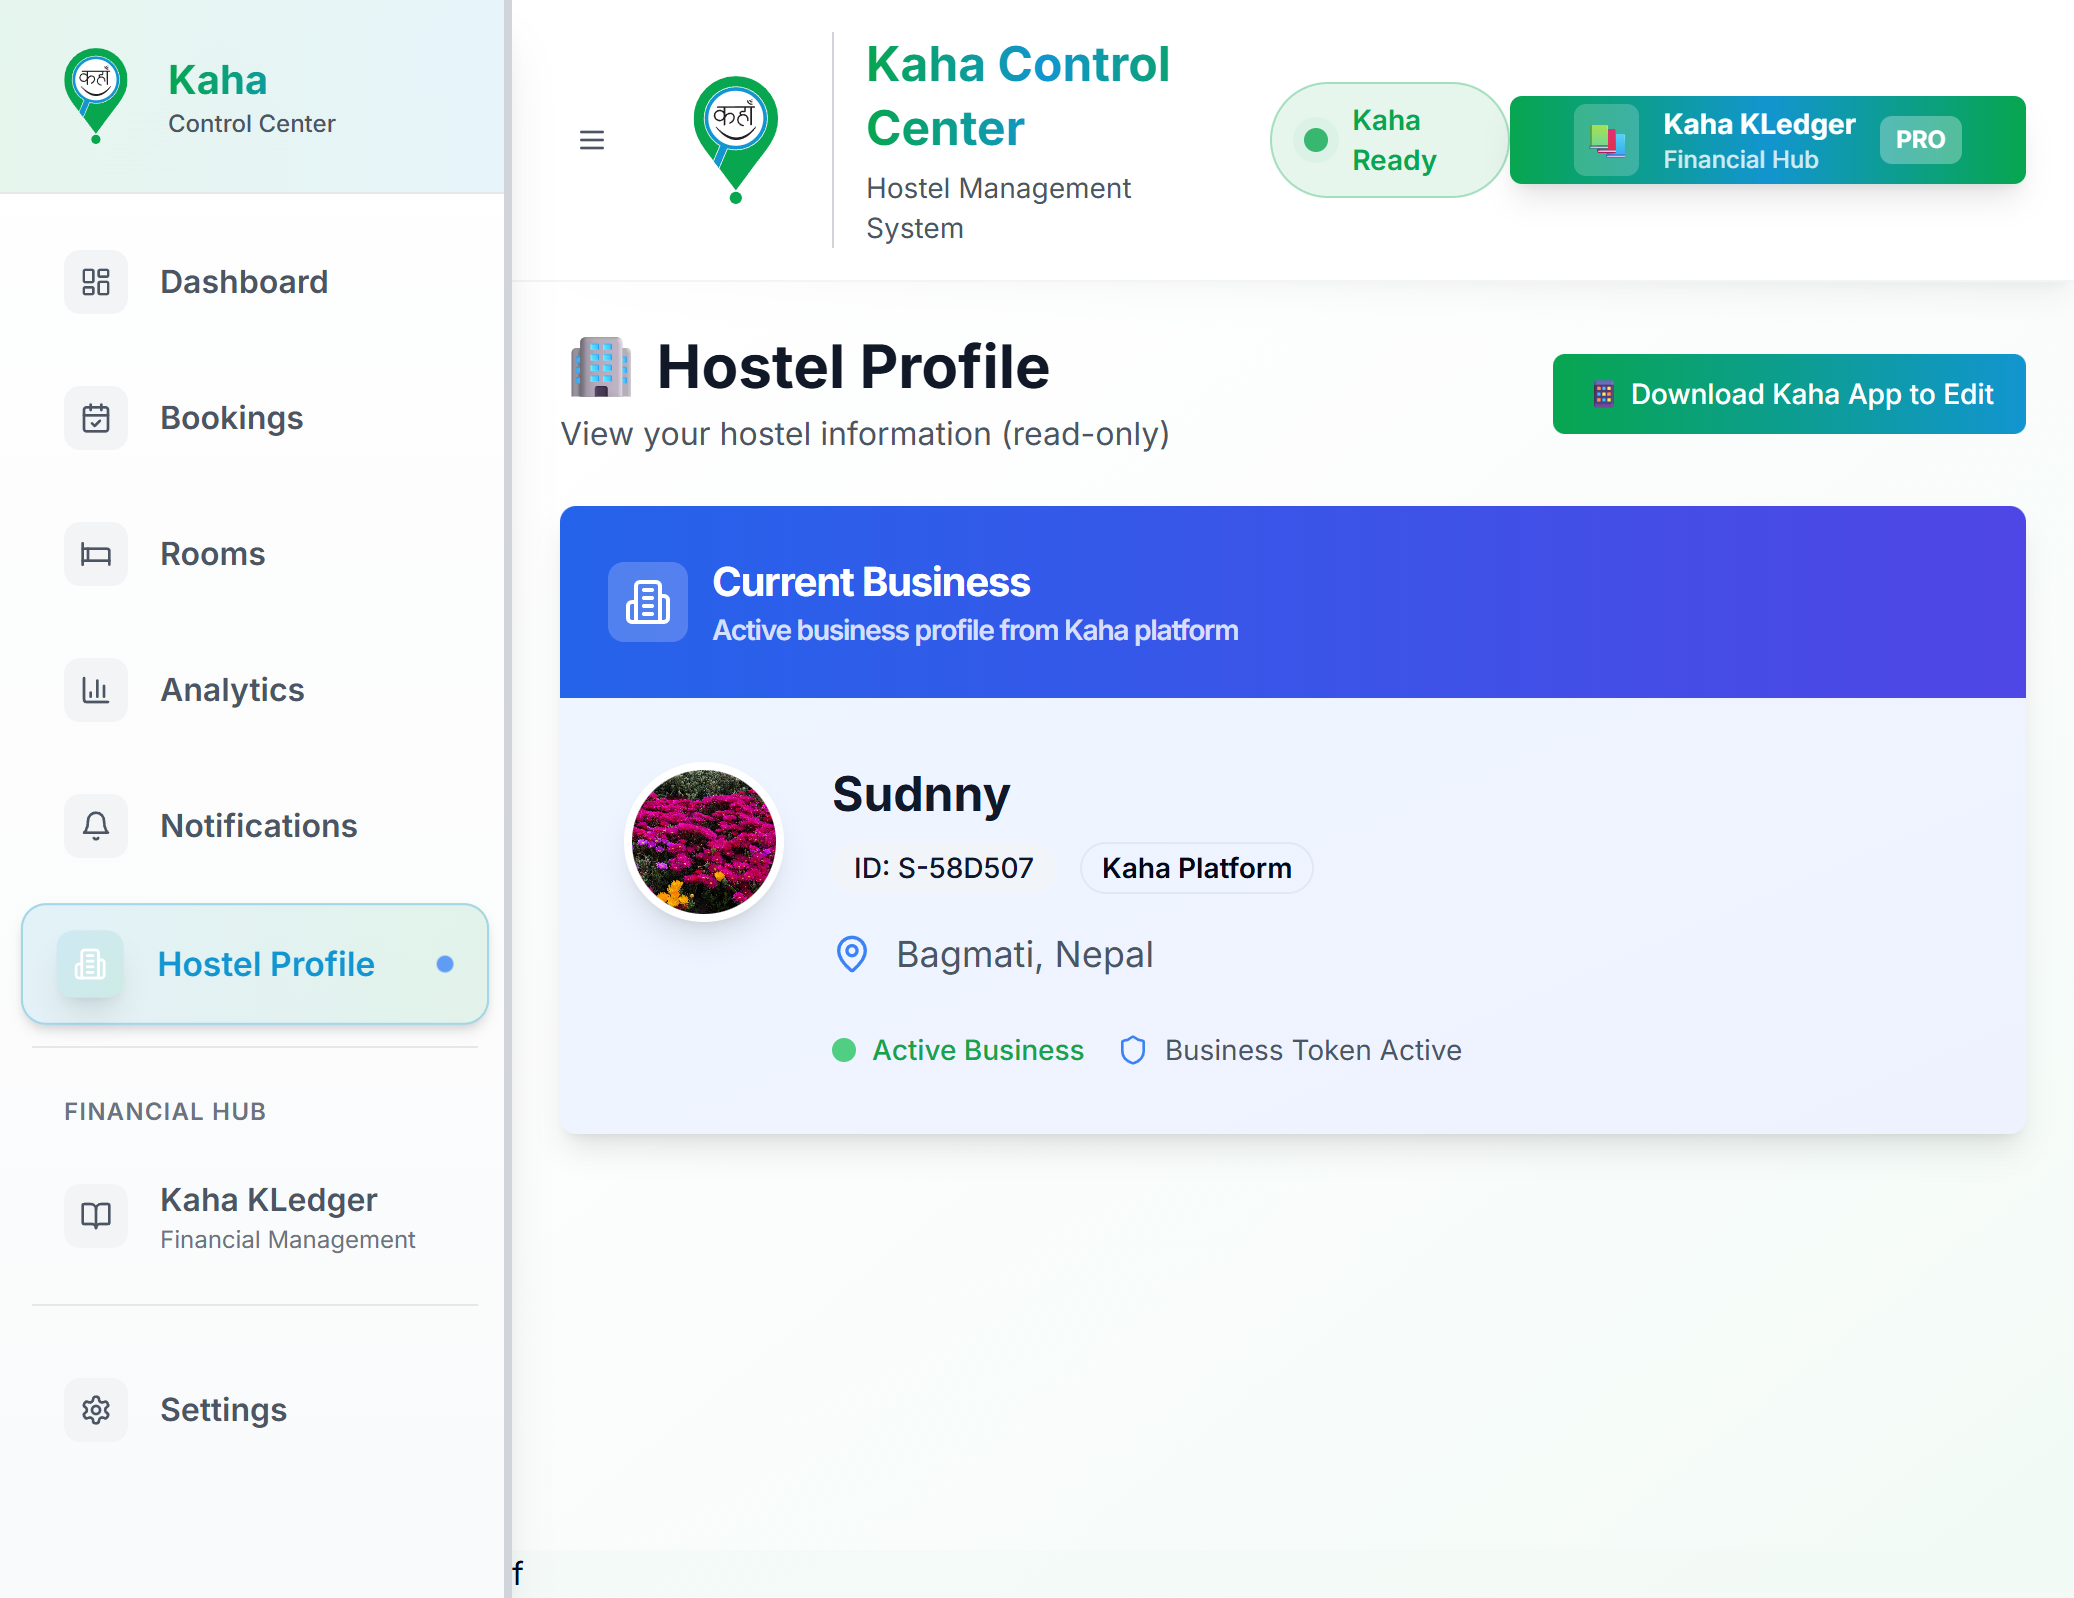 कहाँ
Kaha
Control Center
Dashboard
Bookings
Rooms
Analytics
Notifications
Hostel Profile
FINANCIAL HUB
Kaha KLedger
Financial Management
Settings
कहाँ
Kaha Control
Center
Hostel Management
System
Kaha
Ready
Kaha KLedger
Financial Hub
PRO
Hostel Profile
View your hostel information (read-only)
Download Kaha App to Edit
Current Business
Active business profile from Kaha platform
Sudnny
ID: S-58D507
Kaha Platform
Bagmati, Nepal
Active Business
Business Token Active
f